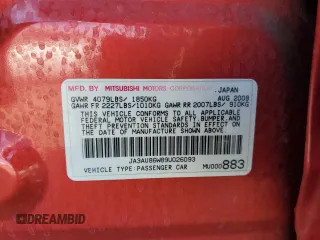 MFD. BY MITSUBISHI MOTORS CORPORATION, JAPAN
GVWR 4079LBS/ 1850KG AUG 2008
GAWR FR 2227LBS/1010KG GAWR RR 2007LBS/ 910KG
THIS VEHICLE CONFORMS TO ALL APPLICABLE
FEDERAL MOTOR VEHICLE SAFETY, BUMPER, AND
THEFT PREVENTION STANDARDS IN EFFECT ON
THE DATE OF MANUFACTURE SHOWN ABOVE.
JA3AU86W89U026093
VEHICLE TYPE:PASSENGER CAR MU000883
DREAMBID